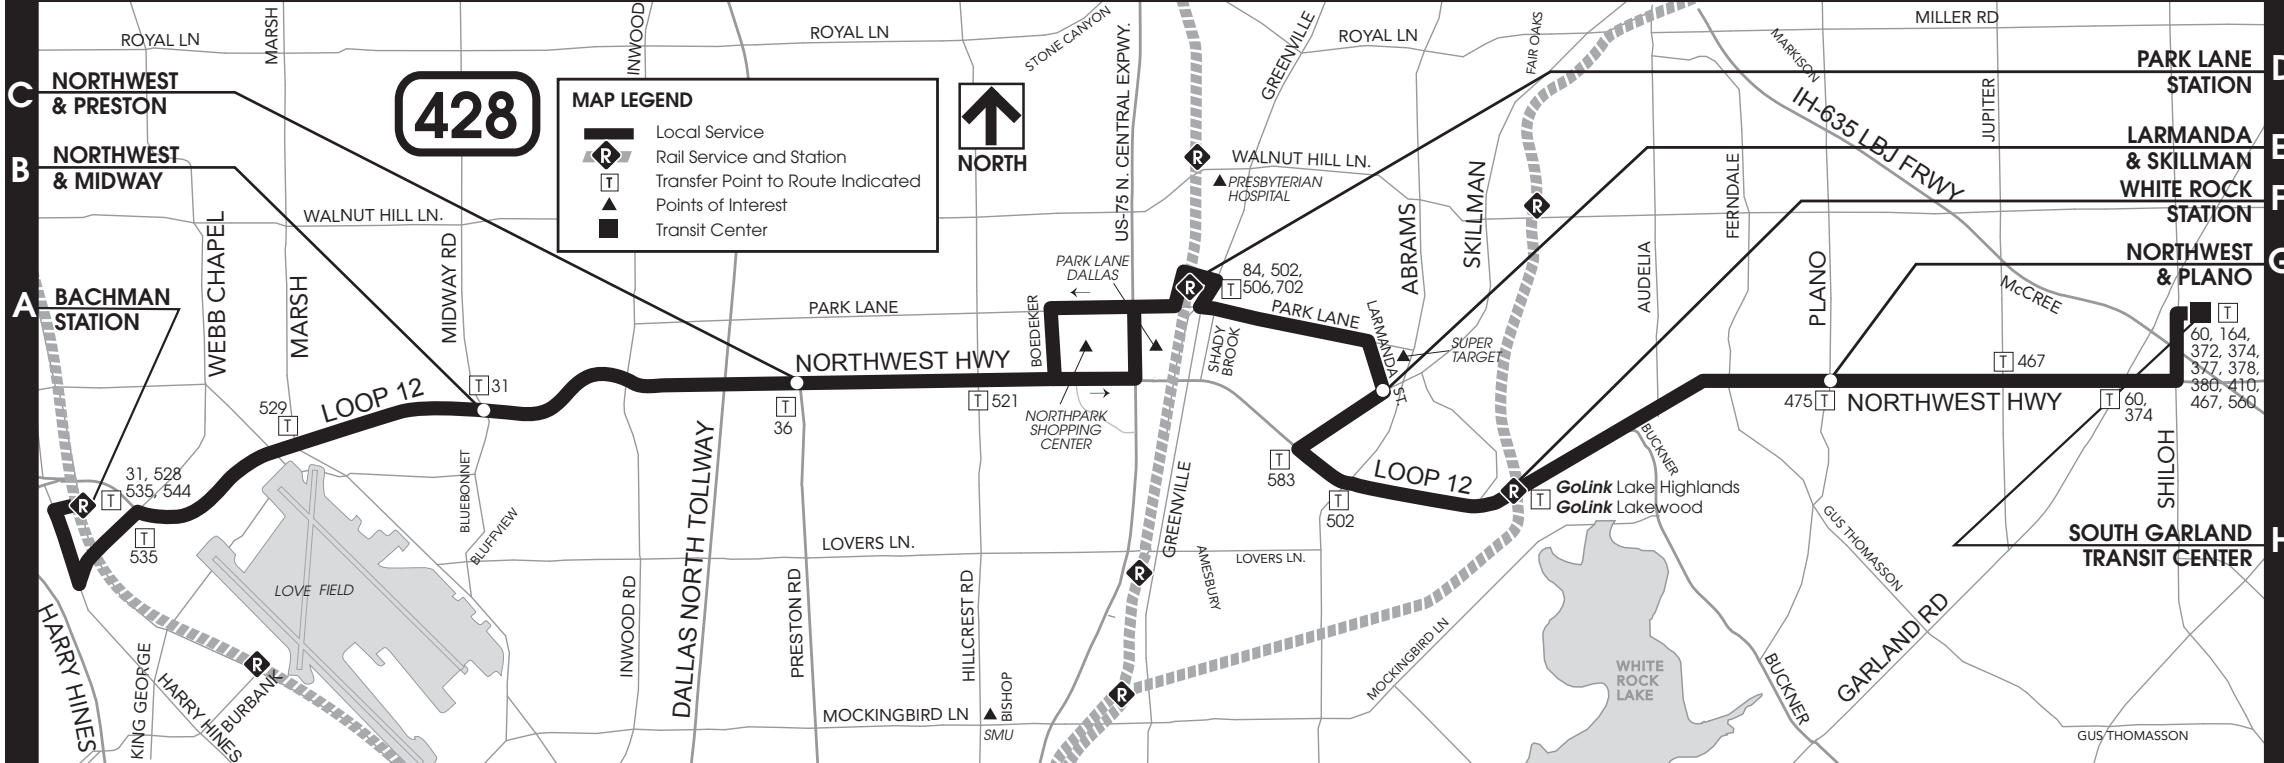 C
NORTHWEST
& PRESTON
B
NORTHWEST
& MIDWAY
A
BACHMAN
STATION
428
MAP LEGEND
Local Service
R
Rail Service and Station
T
Transfer Point to Route Indicated
Points of Interest
Transit Center
NORTH
PARK LANE
STATION
D
LARMANDA
& SKILLMAN
E
WHITE ROCK
STATION
F
NORTHWEST
& PLANO
G
SOUTH GARLAND
TRANSIT CENTER
H
ROYAL LN
MARSH
INWOOD
ROYAL LN
STONE CANYON
US-75 N. CENTRAL EXPWY.
GREENVILLE
ROYAL LN
FAIR OAKS
MILLER RD
MARKISON
IH-635 LBJ FRWY
JUPITER
WALNUT HILL LN.
WEBB CHAPEL
MARSH
MIDWAY RD
R
WALNUT HILL LN.
PRESBYTERIAN
HOSPITAL
ABRAMS
SKILLMAN
R
AUDELIA
FERNDALE
PLANO
McCREE
PARK LANE
DALLAS
←
PARK LANE
BOEDEKER
R
T
84, 502,
506,702
PARK LANE
SHADY
BROOK
LARMANDA ST.
SUPER
TARGET
T
60, 164,
372, 374,
377, 378,
380, 410,
467, 560
LOOP 12
T 31
NORTHWEST HWY
→
T
36
T 521
NORTHPARK
SHOPPING
CENTER
T 467
475 T
NORTHWEST HWY
T 60,
374
529
T
31, 528
535, 544
R
T
T
535
BLUEBONNET
BLUFFVIEW
T
583
LOOP 12
T
502
R
T
GoLink Lake Highlands
GoLink Lakewood
BUCKNER
SHILOH
GUS THOMASSON
LOVE FIELD
LOVERS LN.
INWOOD RD
DALLAS NORTH TOLLWAY
PRESTON RD
HILLCREST RD
GREENVILLE
R
AMESBURY
LOVERS LN.
HARRY HINES
KING GEORGE
HARRY HINES
BURBANK
R
MOCKINGBIRD LN
BISHOP
SMU
R
MOCKINGBIRD LN
WHITE
ROCK
LAKE
BUCKNER
GARLAND RD
GUS THOMASSON